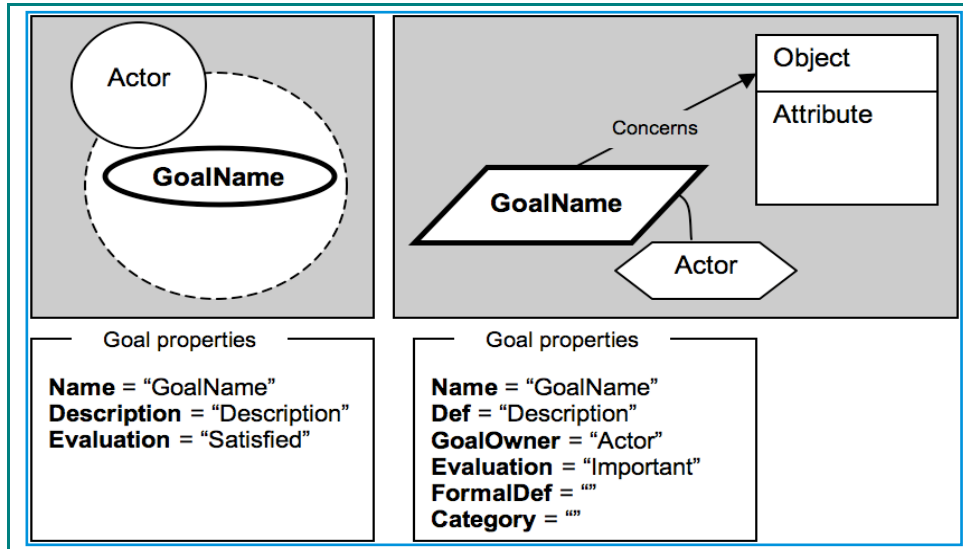 Actor
GoalName
Object
Attribute
Concerns
GoalName
Actor
Goal properties
Name = “GoalName”
Description = “Description”
Evaluation = “Satisfied”
Goal properties
Name = “GoalName”
Def = “Description”
GoalOwner = “Actor”
Evaluation = “Important”
FormalDef = “”
Category = “”